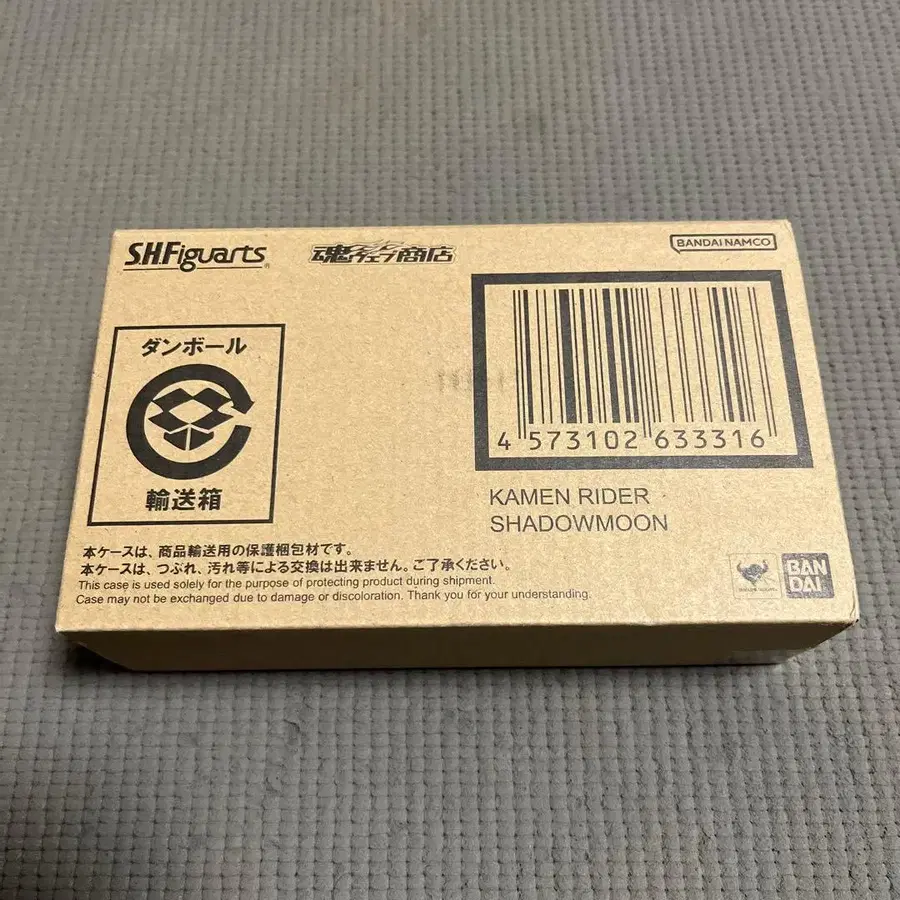 S.H.Figuarts
魂ウェブ商店
BANDAI NAMCO
ダンボール
輸送箱
4 573102 633316
KAMEN RIDER
SHADOWMOON
本ケースは、商品輸送用の保護梱包材です。
本ケースは、つぶれ、汚れ等による交換は出来ません。ご了承ください。
This case is used solely for the purpose of protecting product during shipment.
Case may not be exchanged due to damage or discoloration. Thank you for your understanding.
BAN
DAI